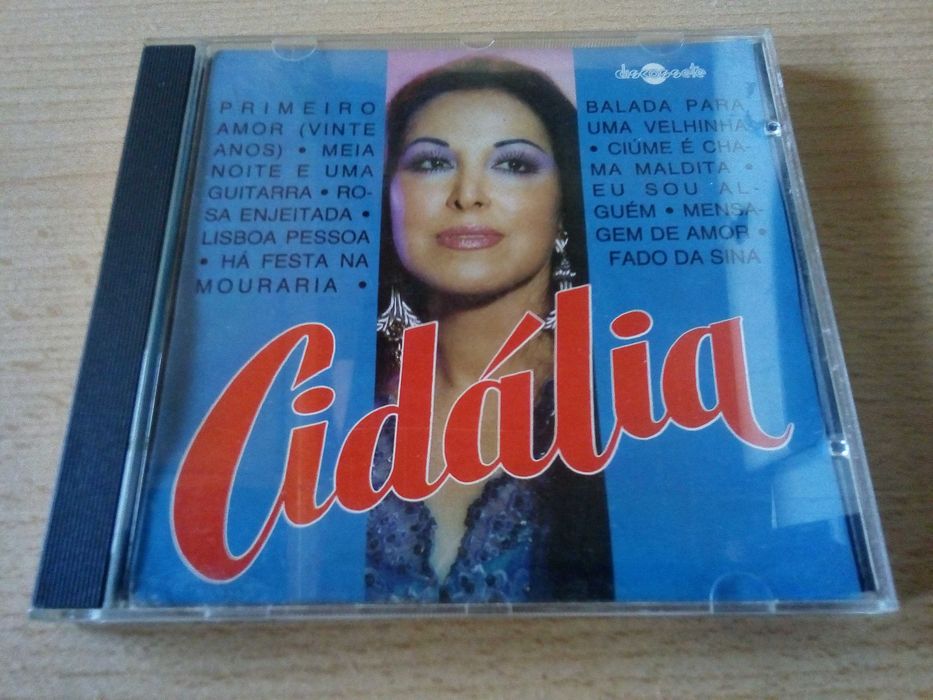 PRIMEIRO
AMOR (VINTE
ANOS) • MEIA
NOITE E UMA
GUITARRA • RO-
SA ENJEITADA •
LISBOA PESSOA
• HÁ FESTA NA
MOURARIA •
discossete
BALADA PARA
UMA VELHINHA
• CIÚME É CHA-
MA MALDITA •
EU SOU AL-
GUÉM • MENSA-
GEM DE AMOR •
FADO DA SINA
Cidália